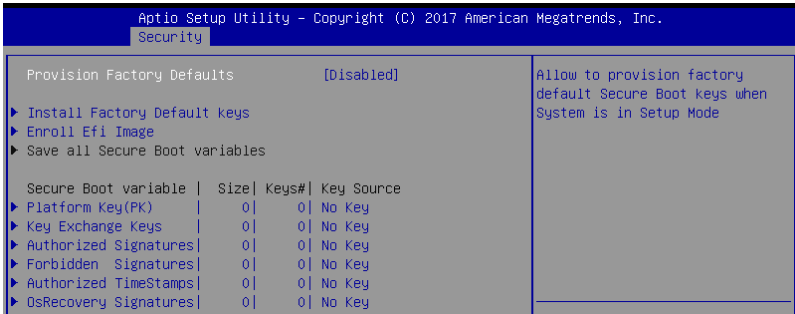 Aptio Setup Utility – Copyright (C) 2017 American Megatrends, Inc.
Security
Provision Factory Defaults [Disabled]
Install Factory Default keys
Enroll Efi Image
Save all Secure Boot variables
Secure Boot variable | Size| Keys#| Key Source
Platform Key(PK) | 0| 0| No Key
Key Exchange Keys | 0| 0| No Key
Authorized Signatures| 0| 0| No Key
Forbidden Signatures| 0| 0| No Key
Authorized TimeStamps| 0| 0| No Key
OsRecovery Signatures| 0| 0| No Key
Allow to provision factory
default Secure Boot keys when
System is in Setup Mode